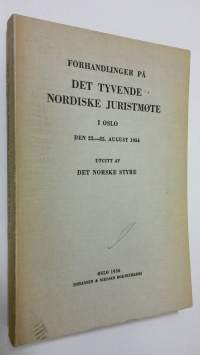 FORHANDLINGER PÅ
DET TYVENDE
NORDISKE JURISTMØTE
I OSLO
DEN 23.—25. AUGUST 1954
UTGITT AV
DET NORSKE STYRE
OSLO 1956
JOHANSEN & NIELSEN BOKTRYKKERI